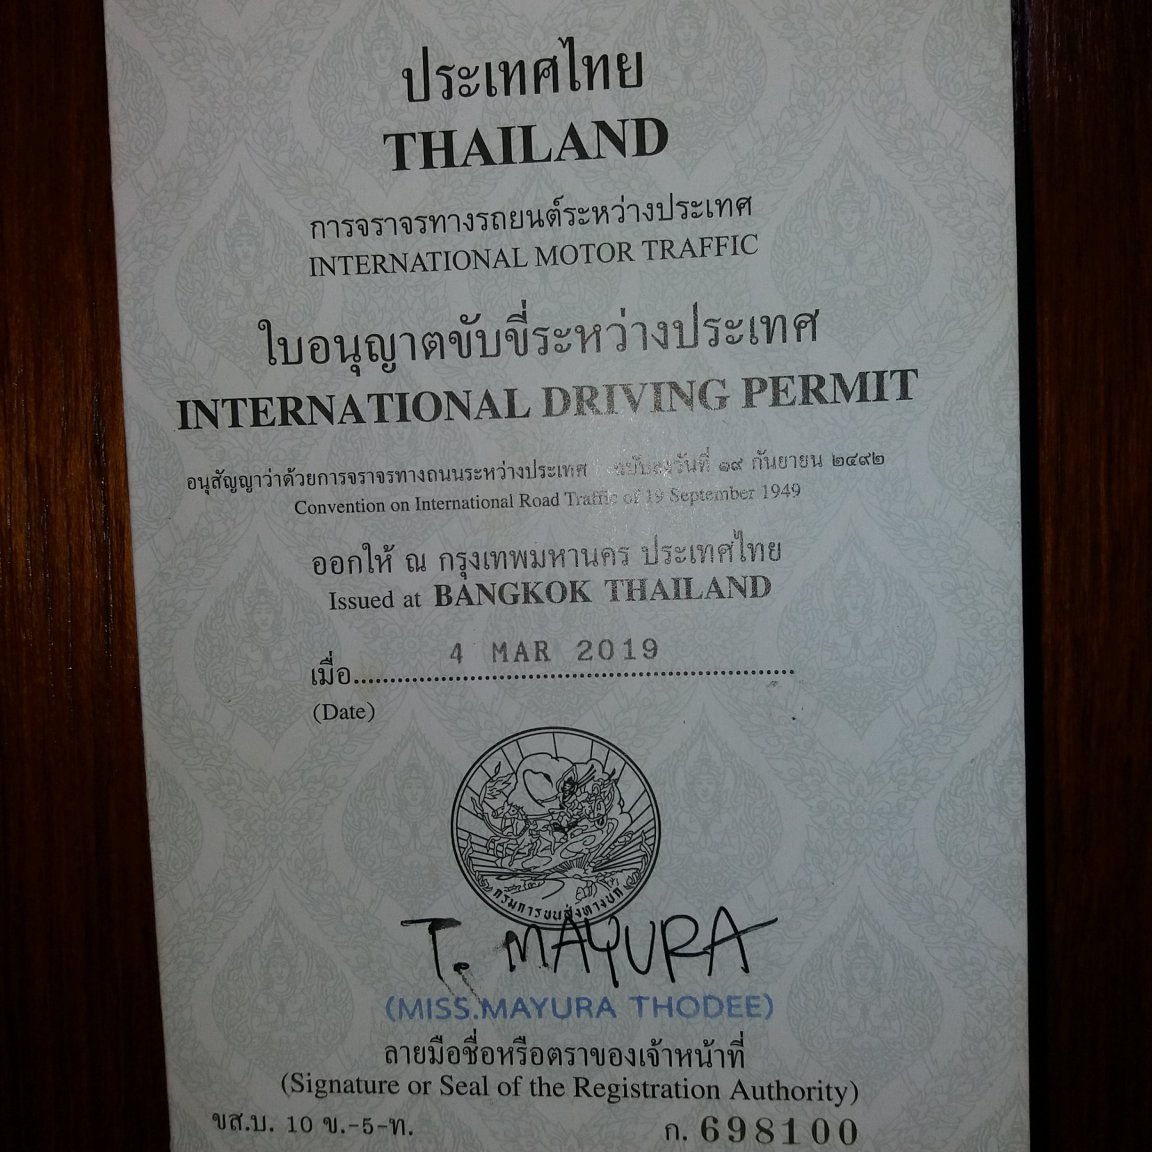 ประเทศไทย
THAILAND
การจราจรทางรถยนต์ระหว่างประเทศ
INTERNATIONAL MOTOR TRAFFIC
ใบอนุญาตขับขี่ระหว่างประเทศ
INTERNATIONAL DRIVING PERMIT
อนุสัญญาว่าด้วยการจราจรทางถนนระหว่างประเทศ ฉบับลงวันที่ ๑๙ กันยายน ๒๔๙๒
Convention on International Road Traffic of 19 September 1949
ออกให้ ณ กรุงเทพมหานคร ประเทศไทย
Issued at BANGKOK THAILAND
4 MAR 2019
เมื่อ..............................................................
(Date)
กรมการขนส่งทางบก
T. MAYURA
(MISS.MAYURA THODEE)
ลายมือชื่อหรือตราของเจ้าหน้าที่
(Signature or Seal of the Registration Authority)
ขส.บ. 10 ข.-5-ท.
ก. 698100